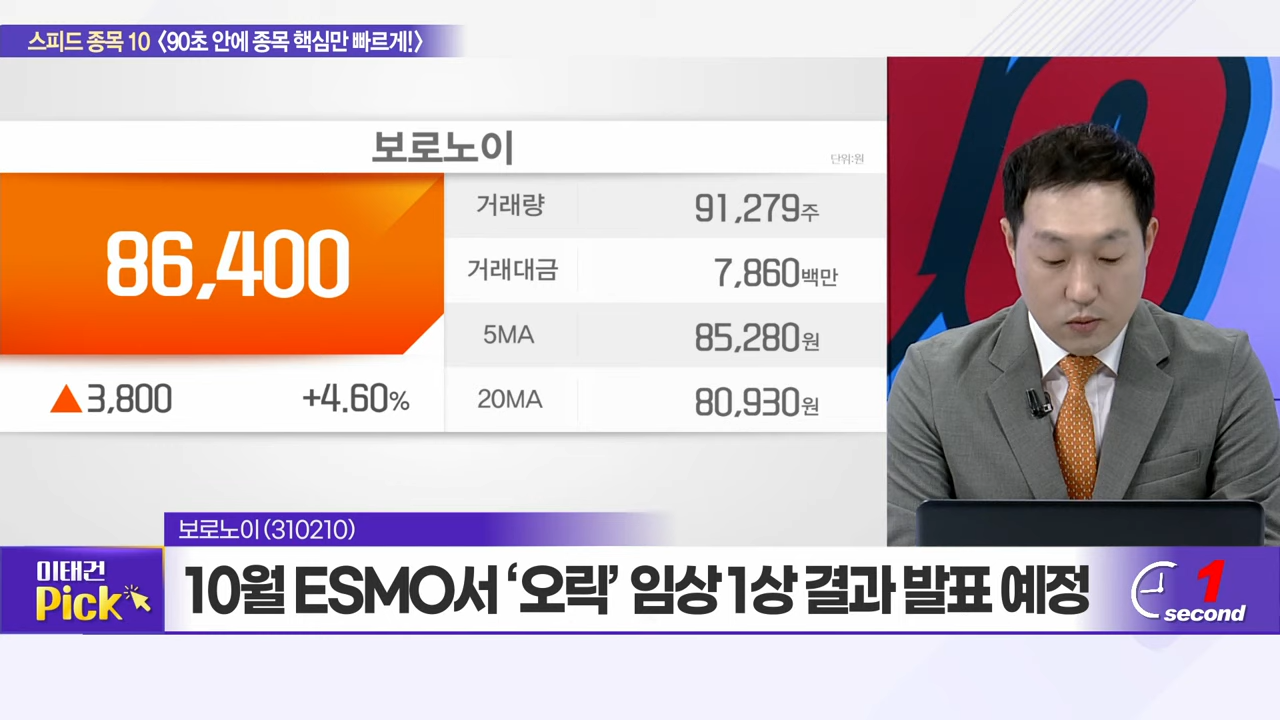 스피드 종목 10 〈90초 안에 종목 핵심만 빠르게!〉
보로노이
단위:원
86,400
▲3,800 +4.60%
거래량 91,279주
거래대금 7,860백만
5MA 85,280원
20MA 80,930원
보로노이(310210)
이태건
Pick
10월 ESMO서 ‘오릭’ 임상 1상 결과 발표 예정
1
second